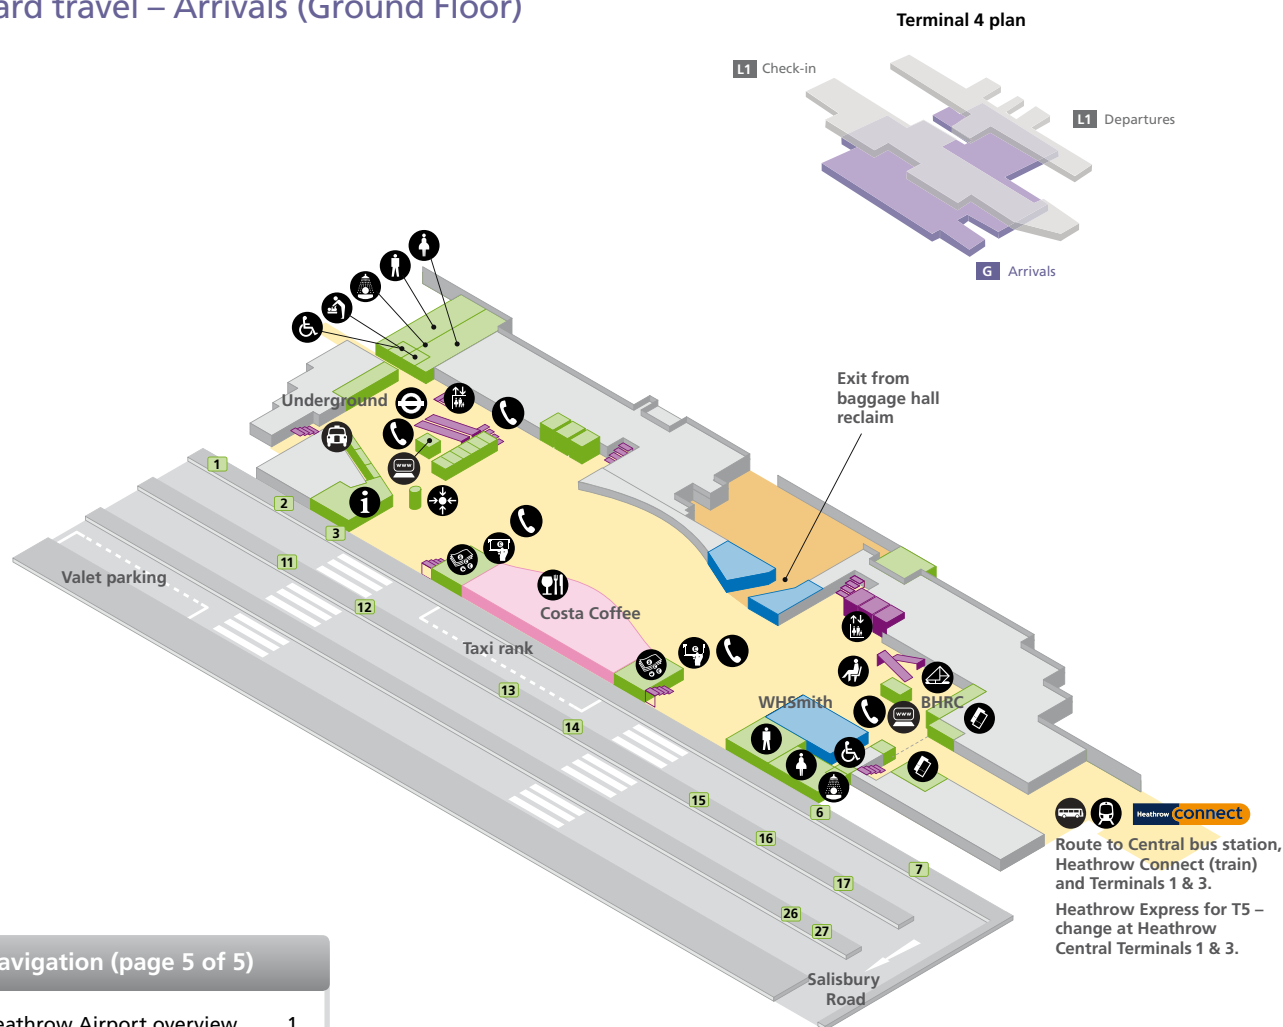 ard travel – Arrivals (Ground Floor)
Terminal 4 plan
L1 Check-in
L1 Departures
G Arrivals
Exit from
baggage hall
reclaim
Underground
www
i
1
2
3
11
12
Valet parking
Costa Coffee
Taxi rank
13
14
WHSmith
BHRC
www
15
16
17
6
7
26
27
Heathrow connect
Route to Central bus station,
Heathrow Connect (train)
and Terminals 1 & 3.
Heathrow Express for T5 –
change at Heathrow
Central Terminals 1 & 3.
Salisbury
Road
avigation (page 5 of 5)
eathrow Airport overview 1